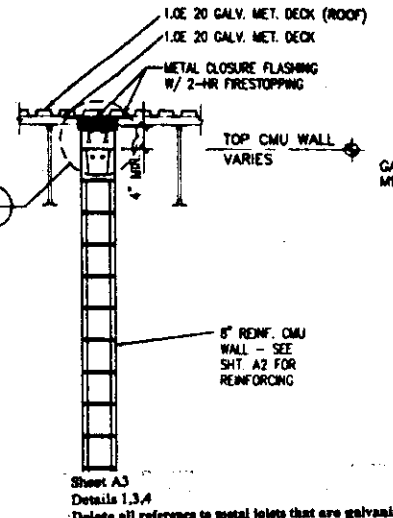 1.0E 20 GALV. MET. DECK (ROOF)
1.0E 20 GALV. MET. DECK
METAL CLOSURE FLASHING
W/ 2-HR FIRESTOPPING
TOP CMU WALL
VARIES
GA
4" MIN.
8" REINF. CMU
WALL - SEE
SHT. A2 FOR
REINFORCING
Sheet A3
Details 1,3,4
Delete all reference to metal joists that are galvani